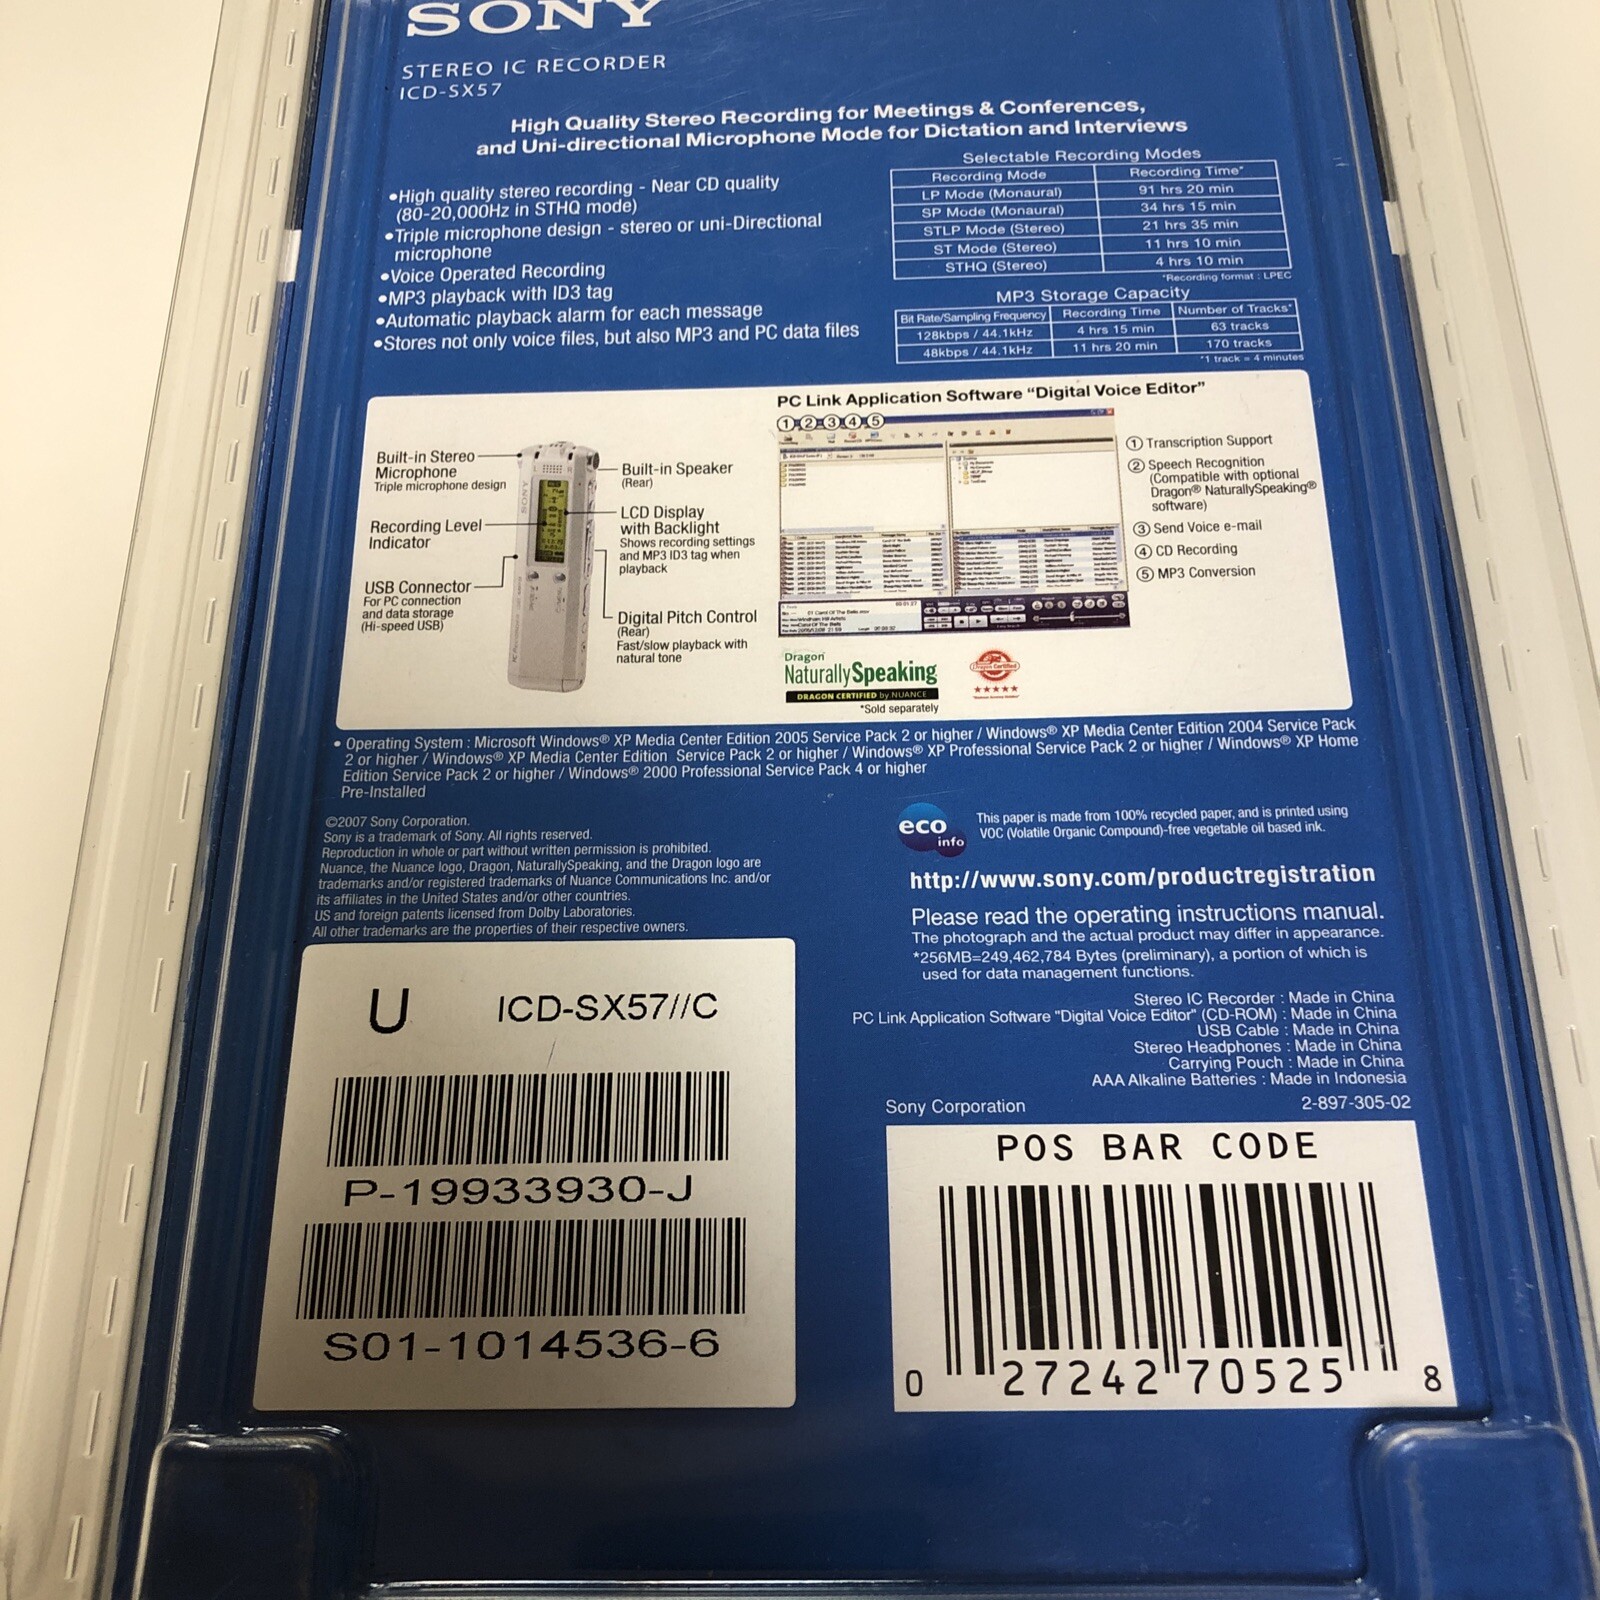 SONY
STEREO IC RECORDER
ICD-SX57
High Quality Stereo Recording for Meetings & Conferences,
and Uni-directional Microphone Mode for Dictation and Interviews
•High quality stereo recording - Near CD quality
(80-20,000Hz in STHQ mode)
•Triple microphone design - stereo or uni-Directional
microphone
•Voice Operated Recording
•MP3 playback with ID3 tag
•Automatic playback alarm for each message
•Stores not only voice files, but also MP3 and PC data files
Selectable Recording Modes
Recording Mode Recording Time*
LP Mode (Monaural) 91 hrs 20 min
SP Mode (Monaural) 34 hrs 15 min
STLP Mode (Stereo) 21 hrs 35 min
ST Mode (Stereo) 11 hrs 10 min
STHQ (Stereo) 4 hrs 10 min
*Recording format : LPEC
MP3 Storage Capacity
Bit Rate/Sampling Frequency Recording Time Number of Tracks*
128kbps / 44.1kHz 4 hrs 15 min 63 tracks
48kbps / 44.1kHz 11 hrs 20 min 170 tracks
*1 track = 4 minutes
Built-in Stereo
Microphone
Triple microphone design
Recording Level
Indicator
USB Connector
For PC connection
and data storage
(Hi-speed USB)
L R
SONY
Built-in Speaker
(Rear)
LCD Display
with Backlight
Shows recording settings
and MP3 ID3 tag when
playback
Digital Pitch Control
(Rear)
Fast/slow playback with
natural tone
PC Link Application Software "Digital Voice Editor"
① ② ③ ④ ⑤
① Transcription Support
② Speech Recognition
(Compatible with optional
Dragon® NaturallySpeaking®
software)
③ Send Voice e-mail
④ CD Recording
⑤ MP3 Conversion
Dragon
NaturallySpeaking
DRAGON CERTIFIED by NUANCE
*Sold separately
Dragon Certified
★★★★★
• Operating System : Microsoft Windows® XP Media Center Edition 2005 Service Pack 2 or higher / Windows® XP Media Center Edition 2004 Service Pack
2 or higher / Windows® XP Media Center Edition Service Pack 2 or higher / Windows® XP Professional Service Pack 2 or higher / Windows® XP Home
Edition Service Pack 2 or higher / Windows® 2000 Professional Service Pack 4 or higher
Pre-Installed
©2007 Sony Corporation.
Sony is a trademark of Sony. All rights reserved.
Reproduction in whole or part without written permission is prohibited.
Nuance, the Nuance logo, Dragon, NaturallySpeaking, and the Dragon logo are
trademarks and/or registered trademarks of Nuance Communications Inc. and/or
its affiliates in the United States and/or other countries.
US and foreign patents licensed from Dolby Laboratories.
All other trademarks are the properties of their respective owners.
eco
info
This paper is made from 100% recycled paper, and is printed using
VOC (Volatile Organic Compound)-free vegetable oil based ink.
http://www.sony.com/productregistration
Please read the operating instructions manual.
The photograph and the actual product may differ in appearance.
*256MB=249,462,784 Bytes (preliminary), a portion of which is
used for data management functions.
Stereo IC Recorder : Made in China
PC Link Application Software "Digital Voice Editor" (CD-ROM) : Made in China
USB Cable : Made in China
Stereo Headphones : Made in China
Carrying Pouch : Made in China
AAA Alkaline Batteries : Made in Indonesia
Sony Corporation 2-897-305-02
U ICD-SX57//C
P-19933930-J
S01-1014536-6
POS BAR CODE
0 27242 70525 8